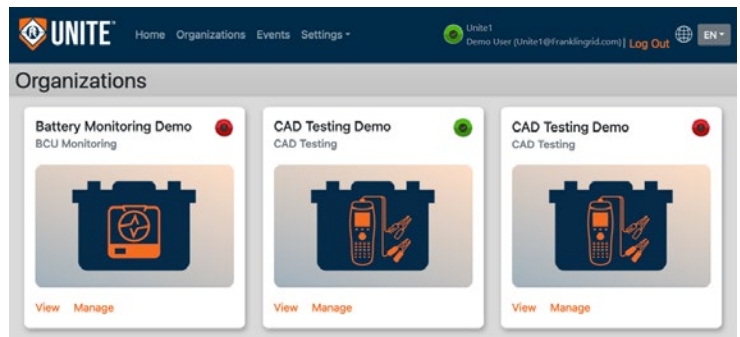 UNITE
Home Organizations Events Settings
Unite1
Demo User (Unite1@franklingrid.com) | Log Out
EN
Organizations
Battery Monitoring Demo
BCU Monitoring
View Manage
CAD Testing Demo
CAD Testing
View Manage
CAD Testing Demo
CAD Testing
View Manage